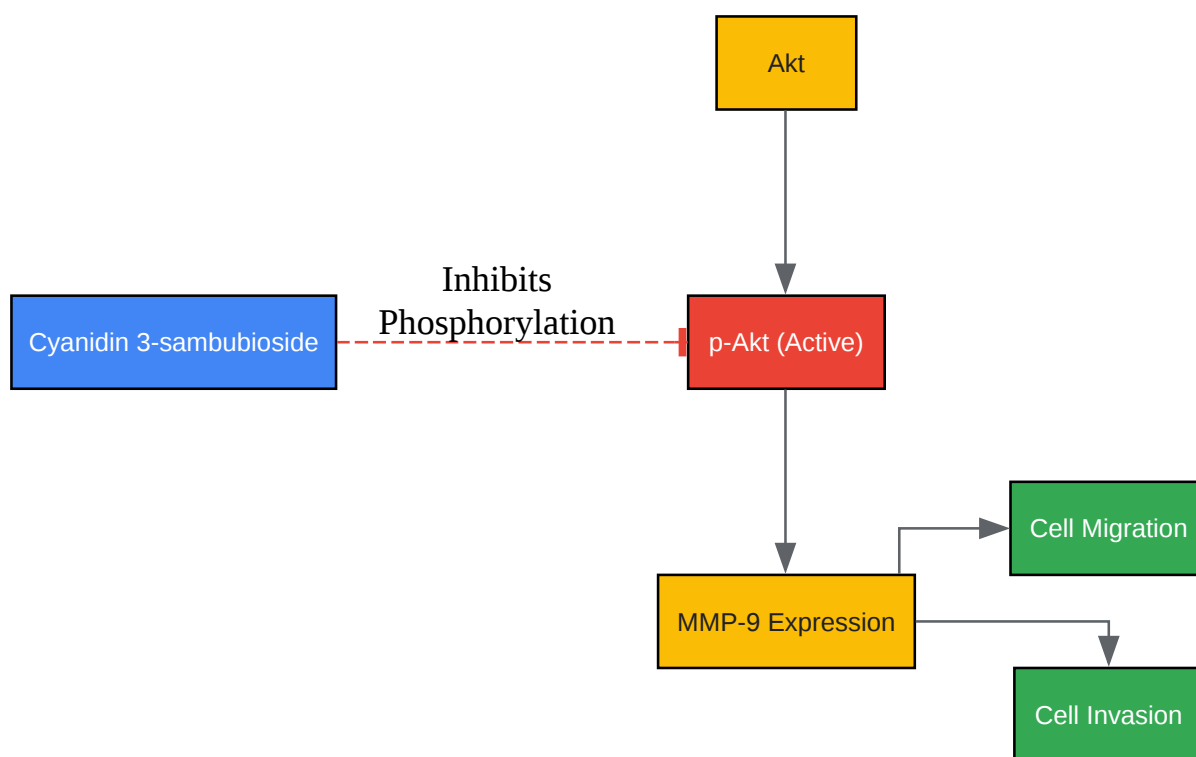 Akt
Inhibits
Phosphorylation
Cyanidin 3-sambubioside
p-Akt (Active)
Cell Migration
MMP-9 Expression
Cell Invasion